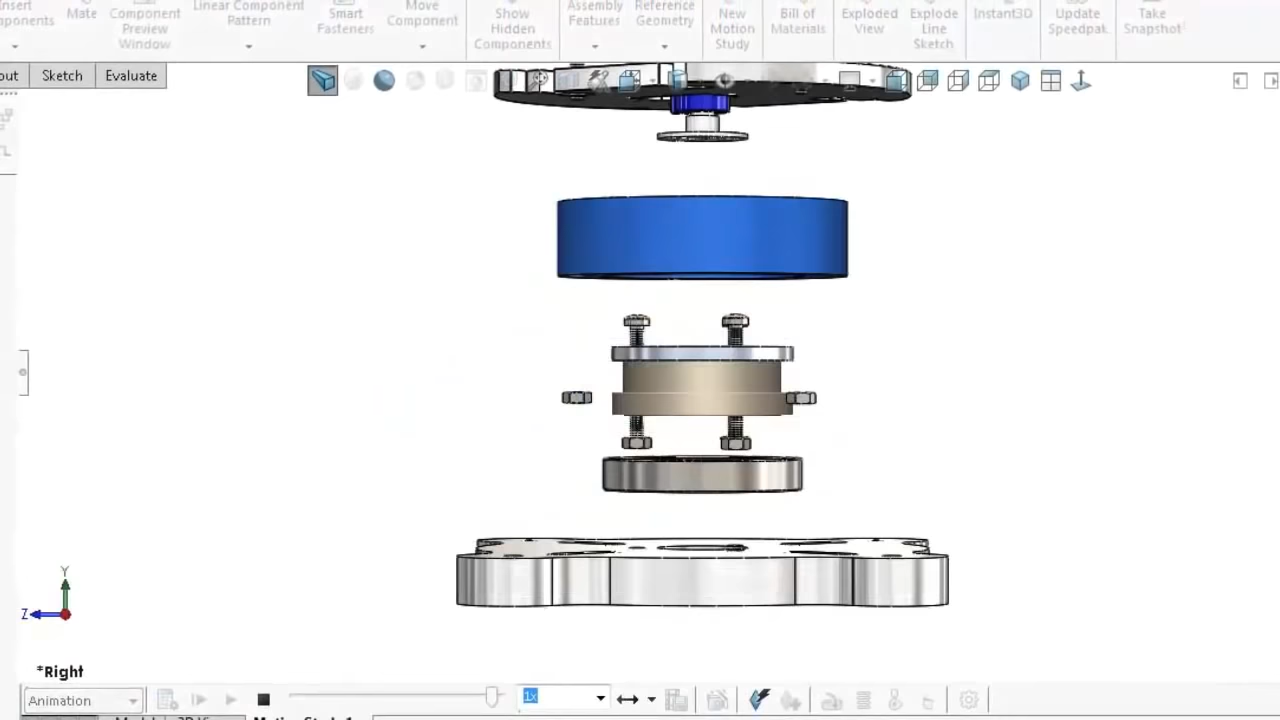 Insert Mate Component Linear Component Smart Move Show Assembly Reference New Bill of Exploded Explode Instant3D Update Take
Components Preview Pattern Fasteners Component Hidden Features Geometry Motion Materials View Line Speedpak Snapshot
Window Components Study Sketch
out Sketch Evaluate
Y
Z
*Right
Animation 1x